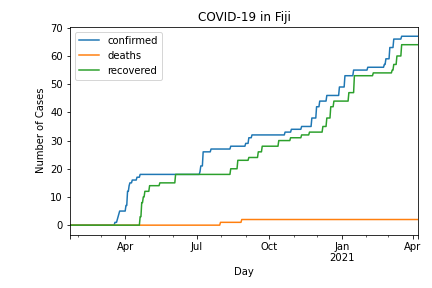 COVID-19 in Fiji
confirmed
deaths
recovered
Number of Cases
70
60
50
40
30
20
10
0
Apr
Jul
Oct
Jan
2021
Apr
Day